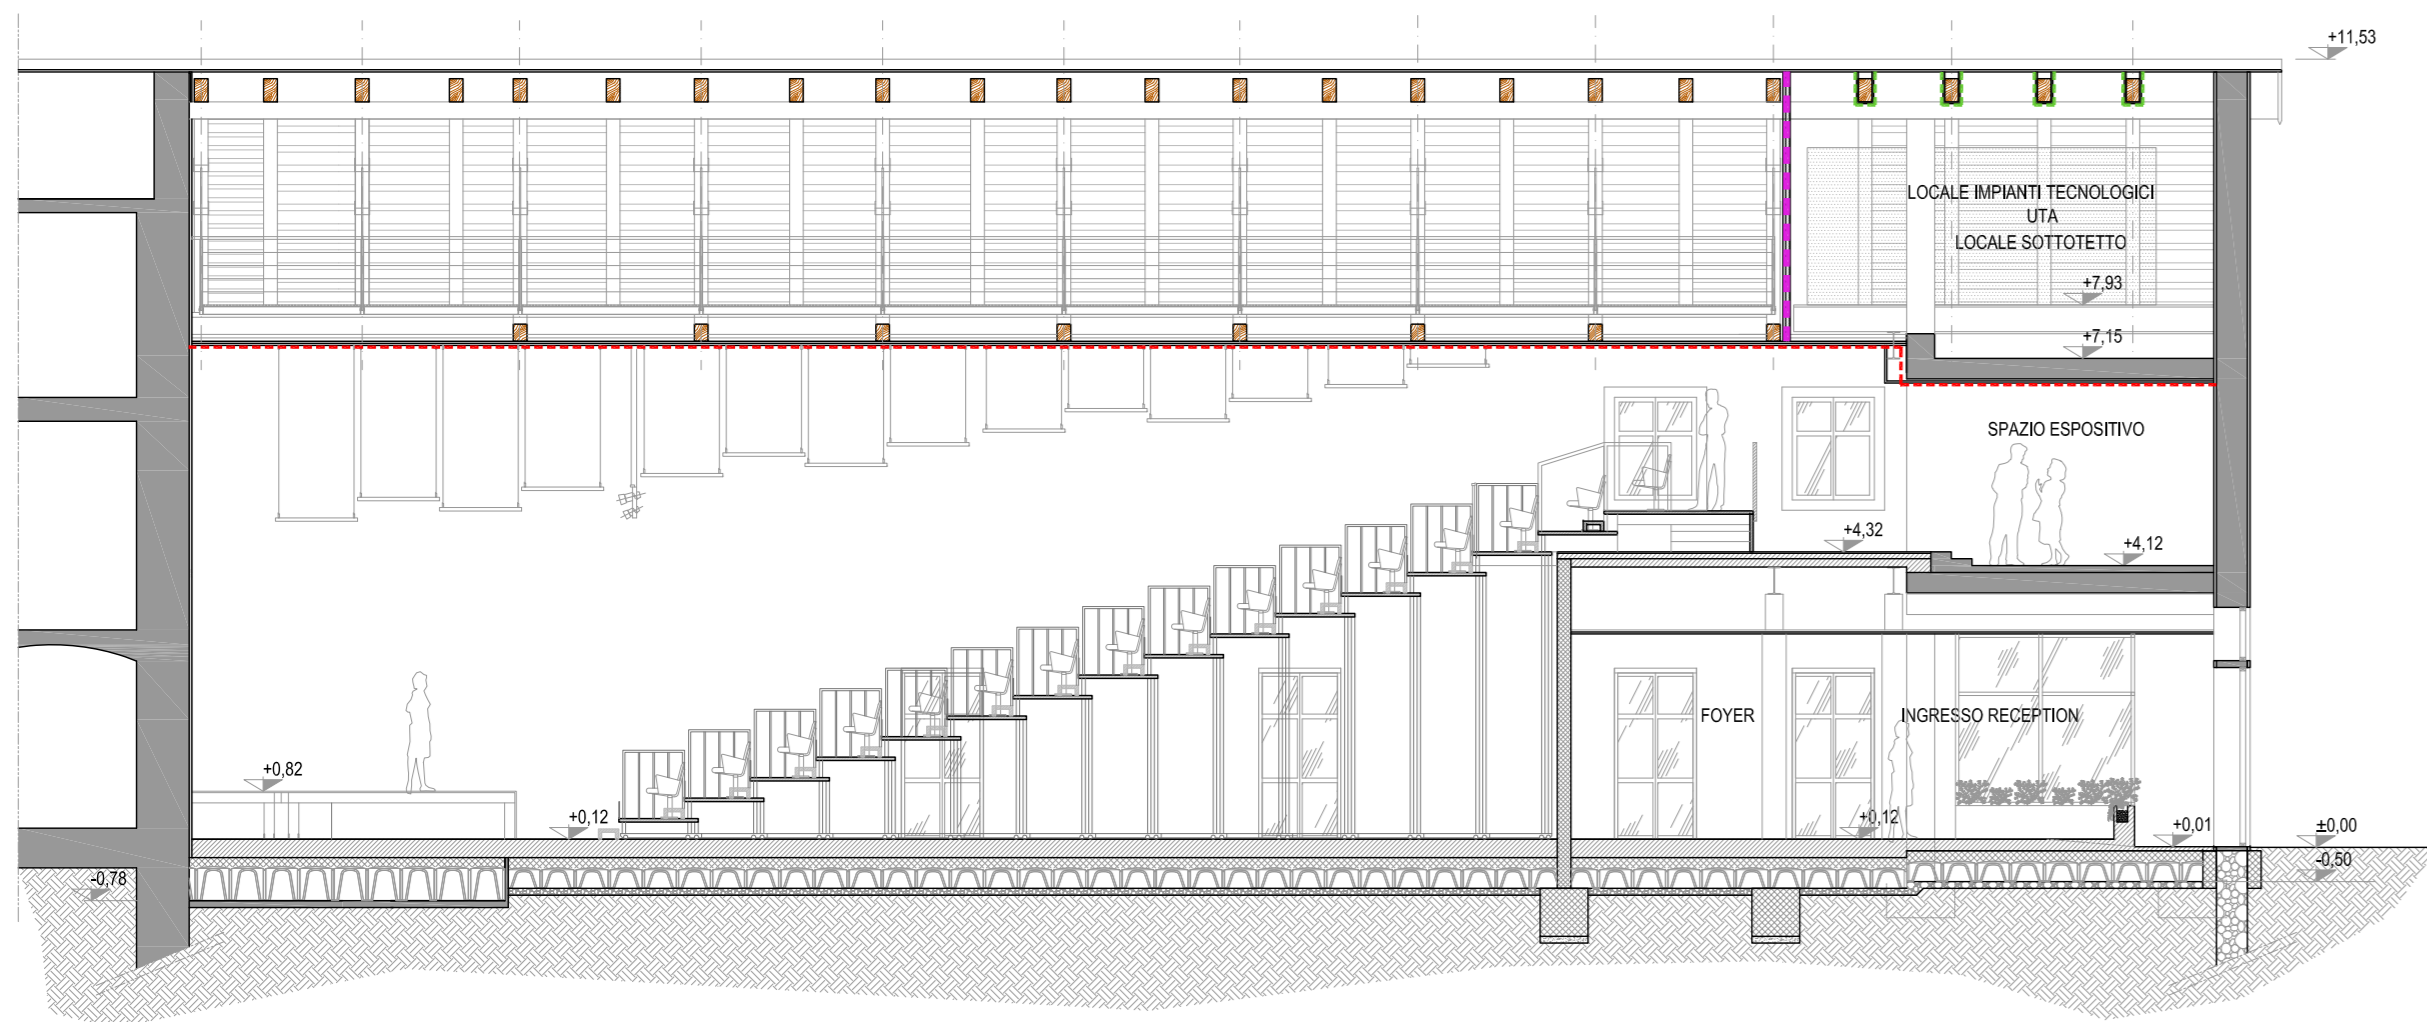 +11,53
LOCALE IMPIANTI TECNOLOGICI
UTA
LOCALE SOTTOTETTO
+7,93
+7,15
SPAZIO ESPOSITIVO
+4,32
+4,12
FOYER
INGRESSO RECEPTION
+0,82
+0,12
+0,12
+0,01
±0,00
-0,50
-0,78